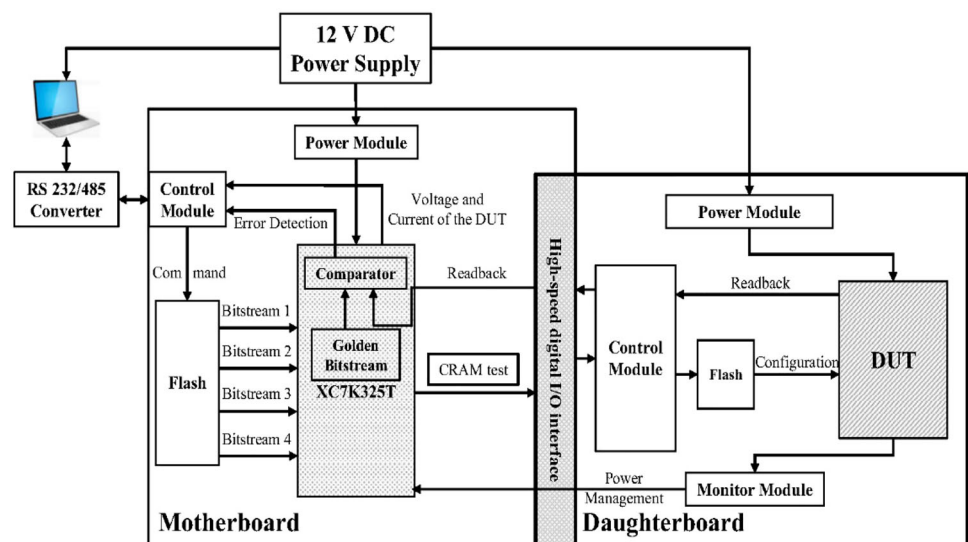 12 V DC
Power Supply
Power Module
RS 232/485
Converter
Control
Module
Voltage and
Current of the DUT
Error Detection
Command
Comparator
Readback
Golden
Bitstream
XC7K325T
Bitstream 1
Bitstream 2
Bitstream 3
Bitstream 4
Flash
CRAM test
High-speed digital I/O interface
Power Module
Readback
Control
Module
Flash
Configuration
DUT
Power
Management
Monitor Module
Motherboard
Daughterboard